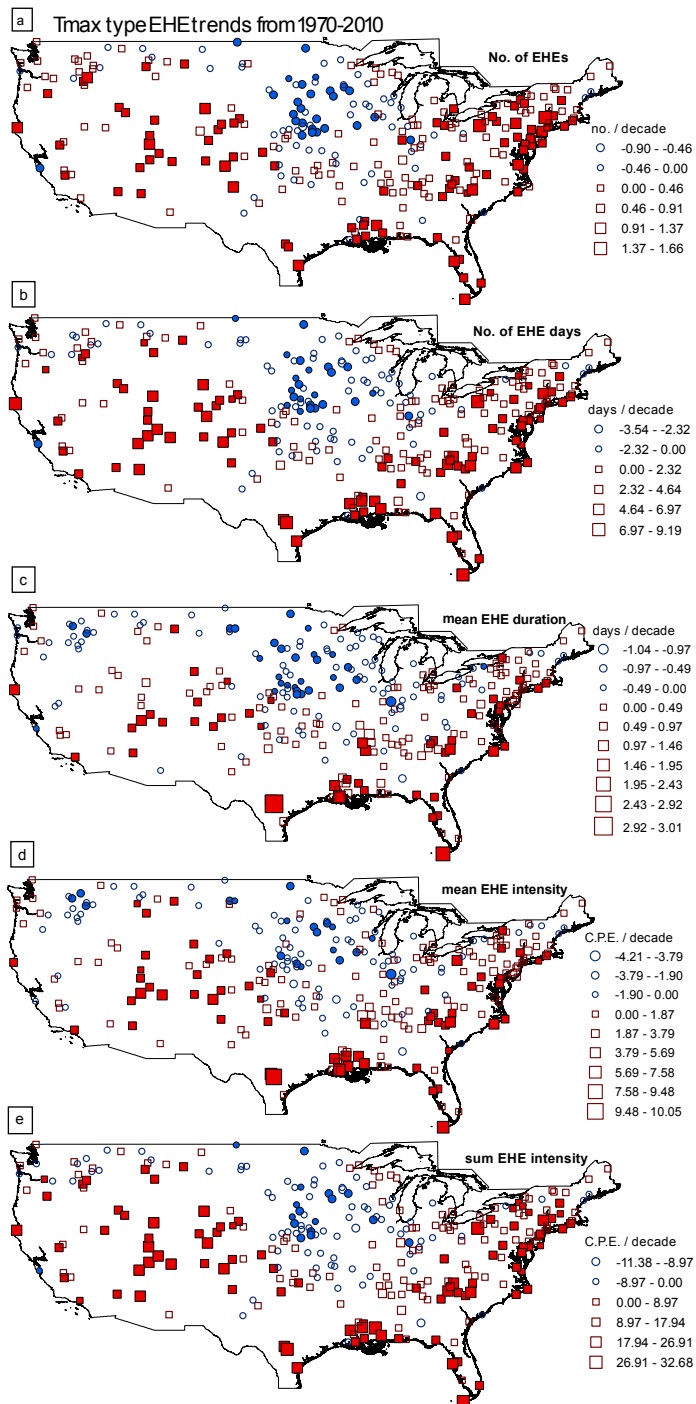 a
Tmax type EHE trends from 1970-2010
No. of EHEs
no. / decade
-0.90 - -0.46
-0.46 - 0.00
0.00 - 0.46
0.46 - 0.91
0.91 - 1.37
1.37 - 1.66
b
No. of EHE days
days / decade
-3.54 - -2.32
-2.32 - 0.00
0.00 - 2.32
2.32 - 4.64
4.64 - 6.97
6.97 - 9.19
c
mean EHE duration
days / decade
-1.04 - -0.97
-0.97 - -0.49
-0.49 - 0.00
0.00 - 0.49
0.49 - 0.97
0.97 - 1.46
1.46 - 1.95
1.95 - 2.43
2.43 - 2.92
2.92 - 3.01
d
mean EHE intensity
C.P.E. / decade
-4.21 - -3.79
-3.79 - -1.90
-1.90 - 0.00
0.00 - 1.87
1.87 - 3.79
3.79 - 5.69
5.69 - 7.58
7.58 - 9.48
9.48 - 10.05
e
sum EHE intensity
C.P.E. / decade
-11.38 - -8.97
-8.97 - 0.00
0.00 - 8.97
8.97 - 17.94
17.94 - 26.91
26.91 - 32.68